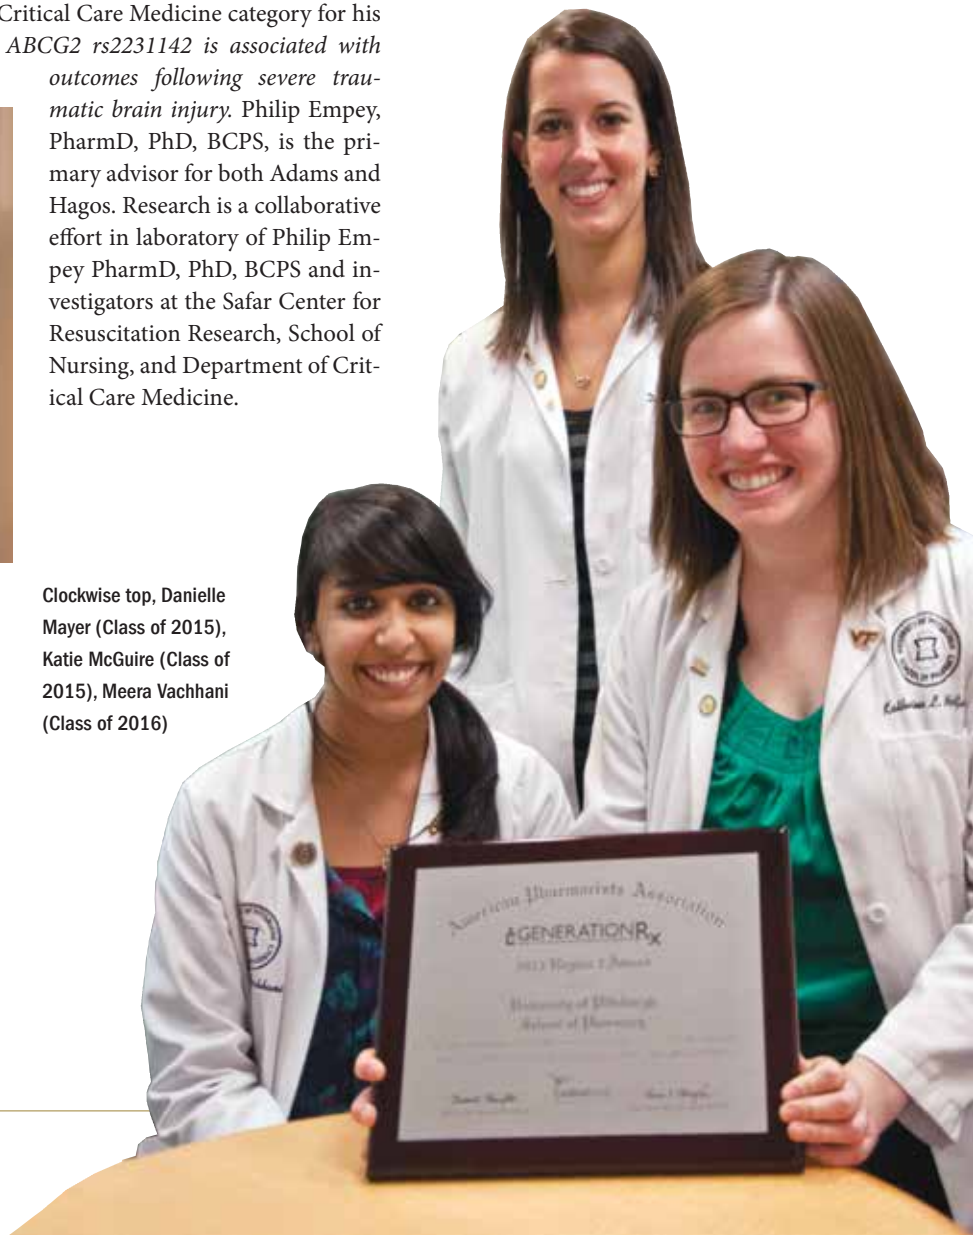 Critical Care Medicine category for his
ABCG2 rs2231142 is associated with
outcomes following severe trau-
matic brain injury. Philip Empey,
PharmD, PhD, BCPS, is the pri-
mary advisor for both Adams and
Hagos. Research is a collaborative
effort in laboratory of Philip Em-
pey PharmD, PhD, BCPS and in-
vestigators at the Safar Center for
Resuscitation Research, School of
Nursing, and Department of Crit-
ical Care Medicine.
Clockwise top, Danielle
Mayer (Class of 2015),
Katie McGuire (Class of
2015), Meera Vachhani
(Class of 2016)
VT
American Pharmacists Association
GENERATIONRx
Region 1 Award
University of Pittsburgh
School of Pharmacy